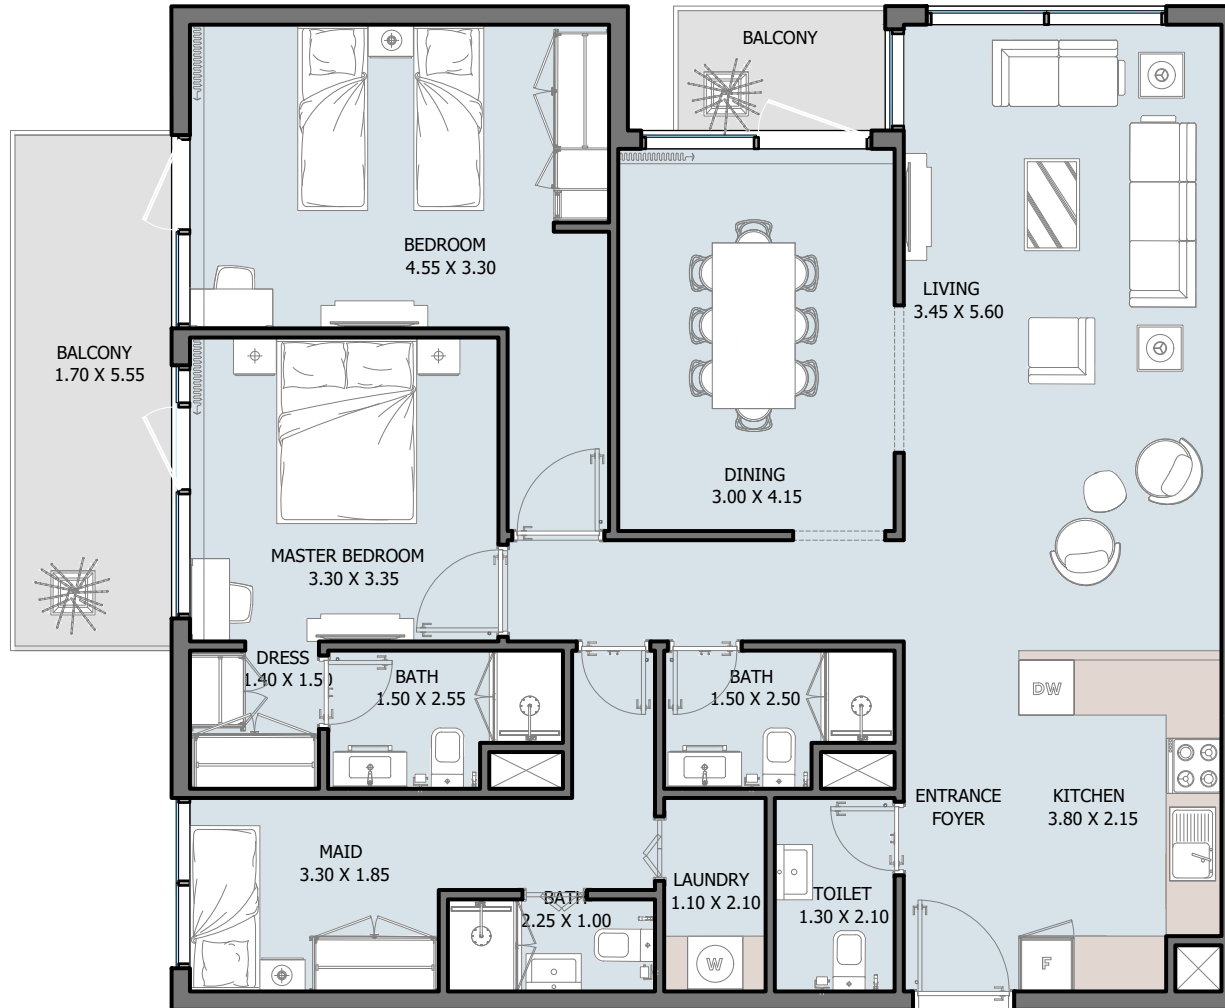 BALCONY
BEDROOM
4.55 X 3.30
LIVING
3.45 X 5.60
BALCONY
1.70 X 5.55
DINING
3.00 X 4.15
MASTER BEDROOM
3.30 X 3.35
DRESS
1.40 X 1.50
BATH
1.50 X 2.55
BATH
1.50 X 2.50
DW
ENTRANCE
FOYER
KITCHEN
3.80 X 2.15
MAID
3.30 X 1.85
LAUNDRY
1.10 X 2.10
TOILET
1.30 X 2.10
BATH
2.25 X 1.00
W
F